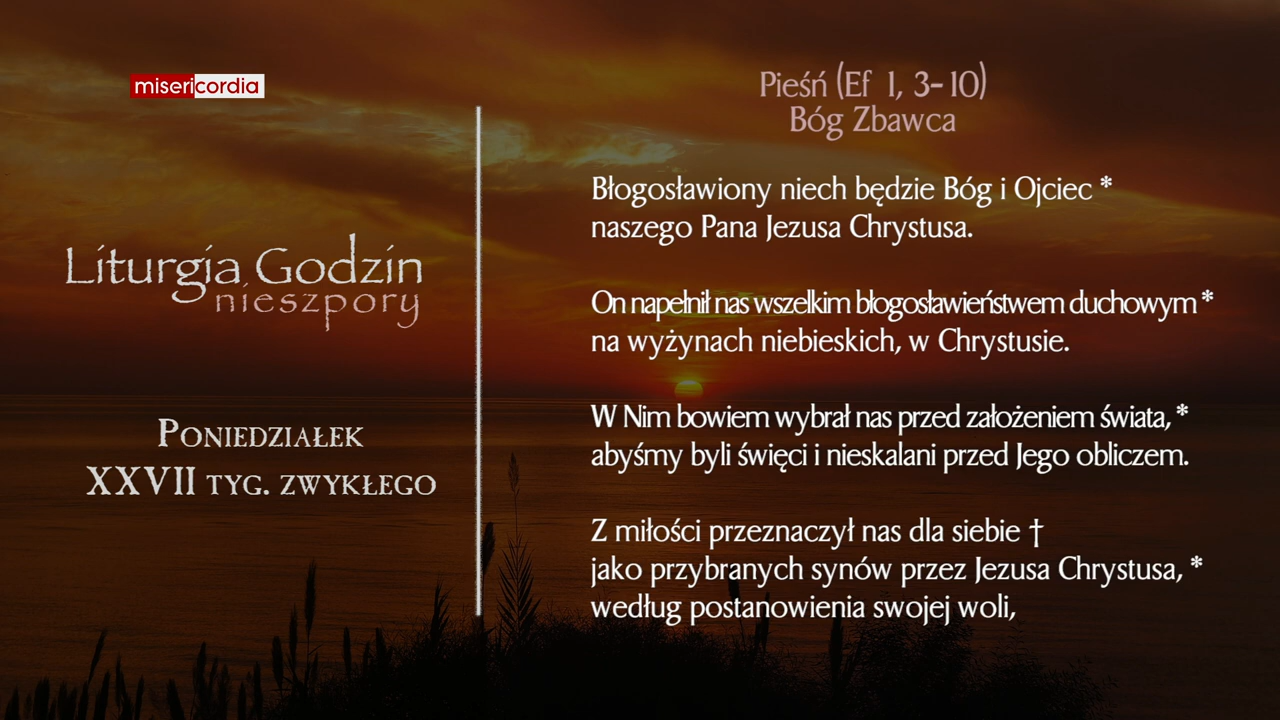 misericordia
Liturgia Godzin
nieszpory
Poniedziałek
XXVII tyg. zwykłego
Pieśń (Ef 1, 3-10)
Bóg Zbawca
Błogosławiony niech będzie Bóg i Ojciec *
naszego Pana Jezusa Chrystusa.
On napełnił nas wszelkim błogosławieństwem duchowym *
na wyżynach niebieskich, w Chrystusie.
W Nim bowiem wybrał nas przed założeniem świata, *
abyśmy byli święci i nieskalani przed Jego obliczem.
Z miłości przeznaczył nas dla siebie †
jako przybranych synów przez Jezusa Chrystusa, *
według postanowienia swojej woli,